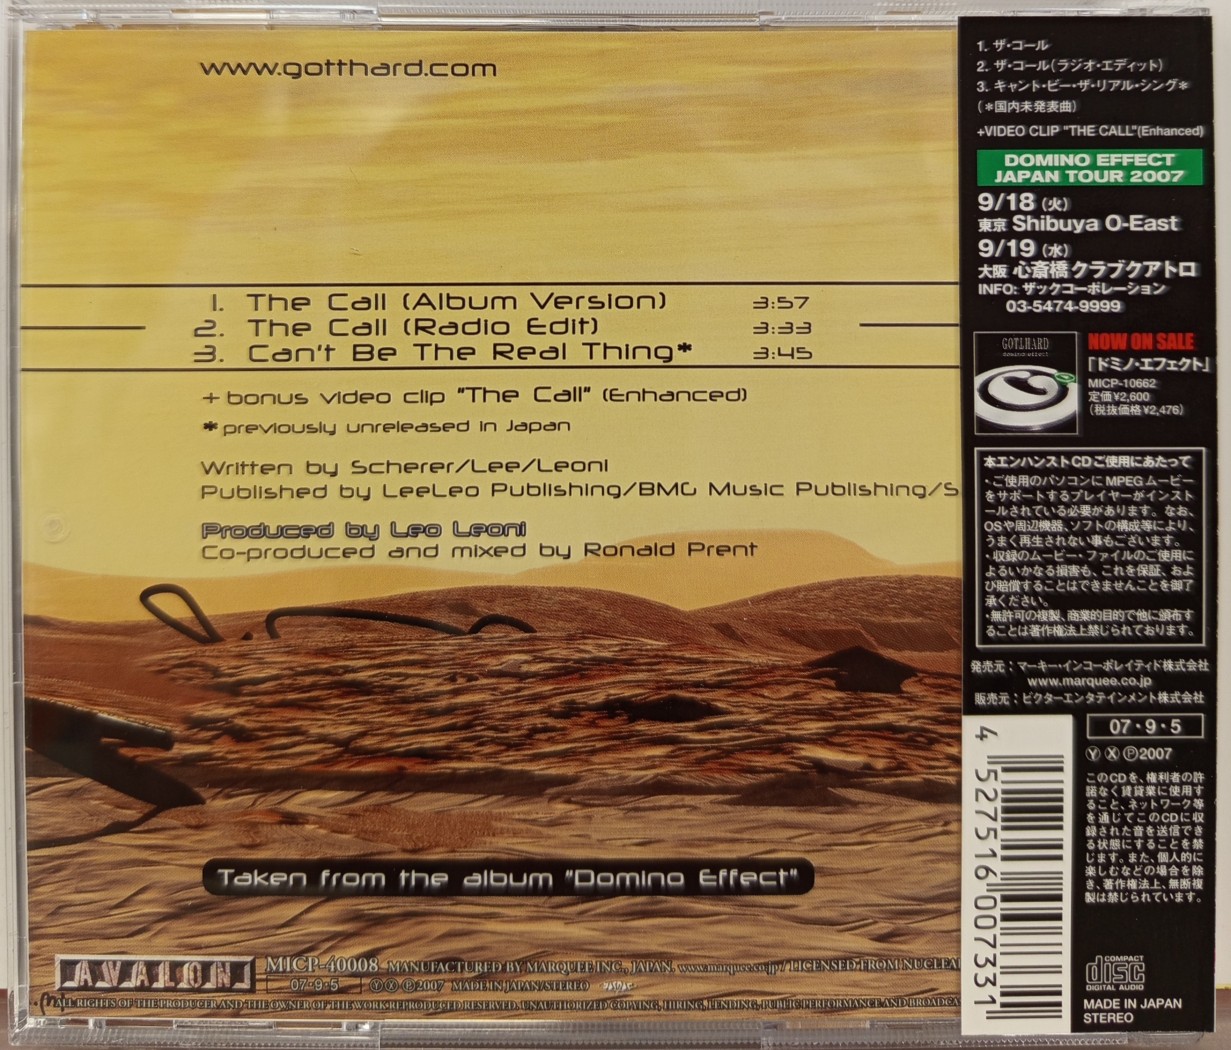 www.gotthard.com
1. The Call (Album Version) 3:57
2. The Call (Radio Edit) 3:33
3. Can't Be The Real Thing* 3:45
+ bonus video clip "The Call" (Enhanced)
* previously unreleased in Japan
Written by Scherer/Lee/Leoni
Published by LeeLeo Publishing/BMG Music Publishing/S
Produced by Leo Leoni
Co-produced and mixed by Ronald Prent
Taken from the album "Domino Effect"
AVALON
MICP-40008 MANUFACTURED BY MARQUEE INC., JAPAN. www.marquee.co.jp / LICENSED FROM NUCLEA
07·9·5 Ⓨ Ⓧ Ⓟ2007 MADE IN JAPAN/STEREO
ALL RIGHTS OF THE PRODUCER AND THE OWNER OF THE WORK REPRODUCED RESERVED. UNAUTHORIZED COPYING, HIRING, LENDING, PUBLIC PERFORMANCE AND BROADCA
1. ザ・コール
2. ザ・コール(ラジオ・エディット)
3. キャント・ビー・ザ・リアル・シング*
(*国内未発表曲)
+VIDEO CLIP "THE CALL"(Enhanced)
DOMINO EFFECT
JAPAN TOUR 2007
9/18 (火)
東京 Shibuya O-East
9/19 (水)
大阪 心斎橋クラブクアトロ
INFO: ザックコーポレーション
03-5474-9999
GOTTHARD
domino effect
NOW ON SALE
「ドミノ・エフェクト」
MICP-10662
定価¥2,600
(税抜価格¥2,476)
本エンハンストCDご使用にあたって
・ご使用のパソコンにMPEGムービー
をサポートするプレイヤーがインスト
ールされている必要があります。なお、
OSや周辺機器、ソフトの構成等により、
うまく再生されない事もございます。
・収録のムービー・ファイルのご使用に
よるいかなる損害も、これを保証、およ
び賠償することはできませんことを御了
承ください。
・無許可の複製、商業的目的で他に頒布す
ることは著作権法上禁じられております。
発売元：マーキー・インコーポレイティド株式会社
www.marquee.co.jp
販売元：ビクターエンタテインメント株式会社
07·9·5
Ⓨ Ⓧ Ⓟ2007
このCDを、権利者の許
諾なく賃貸業に使用す
ること、ネットワーク等
を通じてこのCDに収
録された音を送信でき
る状態にすることを禁
じます。また、個人的に
楽しむなどの場合を除
き、著作権法上、無断複
製は禁じられています。
4 527516 007331
COMPACT
disc
DIGITAL AUDIO
MADE IN JAPAN
STEREO